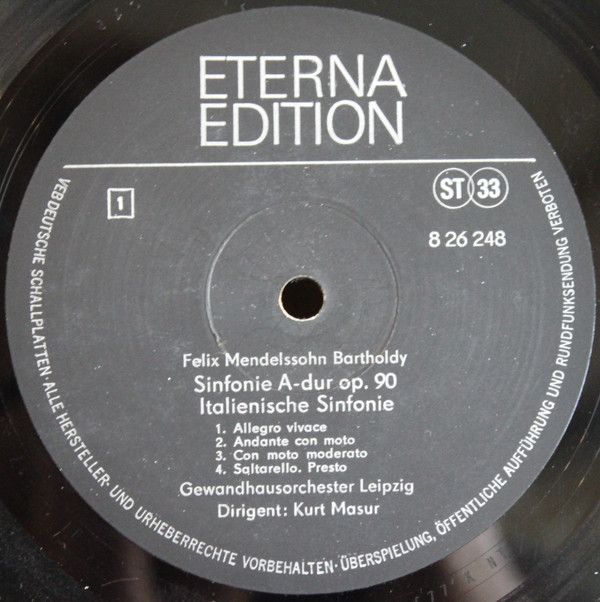 ETERNA
EDITION
1
ST 33
8 26 248
Felix Mendelssohn Bartholdy
Sinfonie A-dur op. 90
Italienische Sinfonie
1. Allegro vivace
2. Andante con moto
3. Con moto moderato
4. Saltarello. Presto
Gewandhausorchester Leipzig
Dirigent: Kurt Masur
VEB DEUTSCHE SCHALLPLATTEN · ALLE HERSTELLER- UND URHEBERRECHTE VORBEHALTEN · ÜBERSPIELUNG, ÖFFENTLICHE AUFFÜHRUNG UND RUNDFUNKSENDUNG VERBOTEN